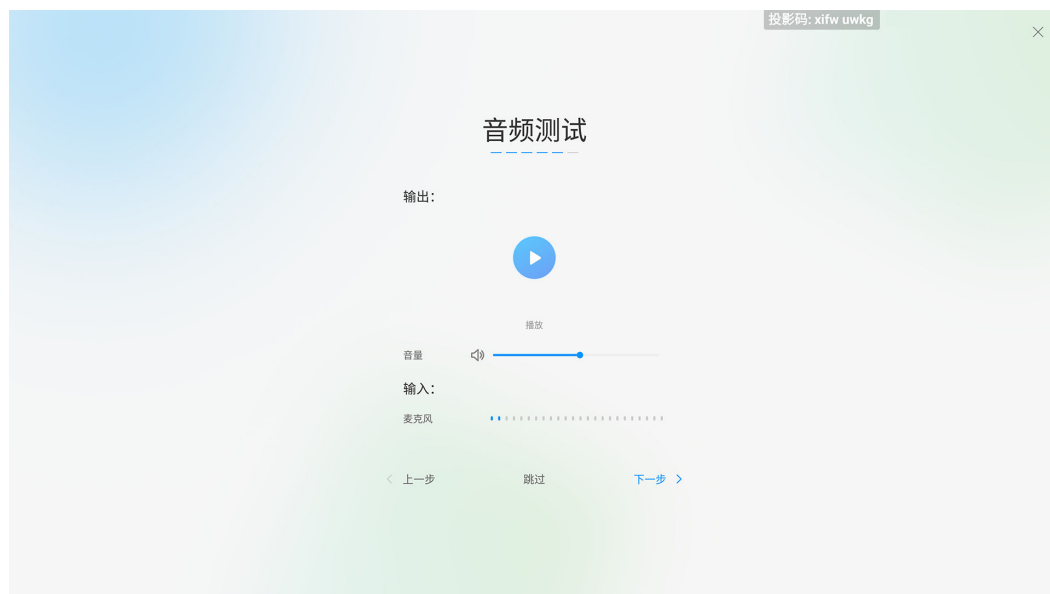 投影码: xifw uwkg
音频测试
输出：
播放
音量
输入：
麦克风
上一步 跳过 下一步